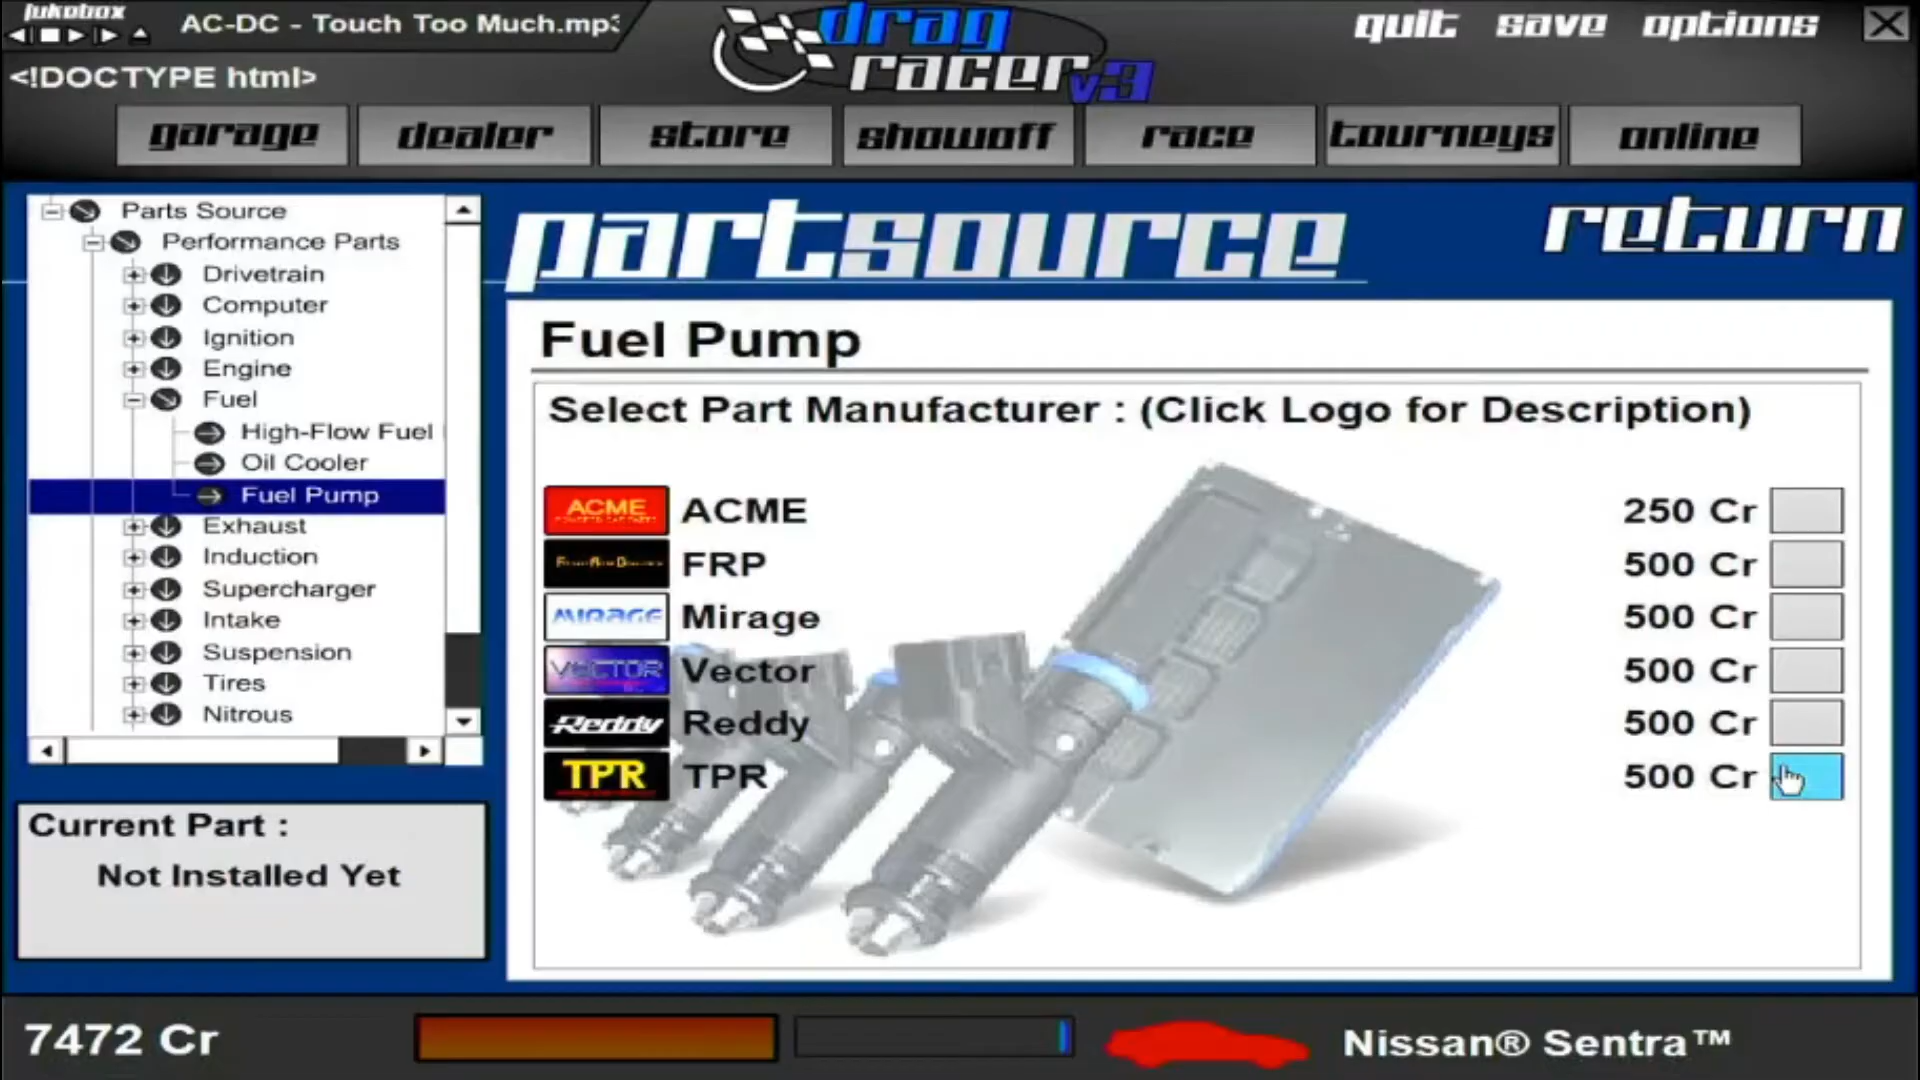 jukebox
AC-DC - Touch Too Much.mp3
<!DOCTYPE html>
drag racer v3
quit save options
garage dealer store showoff race tourneys online
Parts Source
Performance Parts
Drivetrain
Computer
Ignition
Engine
Fuel
High-Flow Fuel
Oil Cooler
Fuel Pump
Exhaust
Induction
Supercharger
Intake
Suspension
Tires
Nitrous
Current Part :
Not Installed Yet
partsource
return
Fuel Pump
Select Part Manufacturer : (Click Logo for Description)
ACME ACME 250 Cr
FRP 500 Cr
MIRAGE Mirage 500 Cr
VECTOR Vector 500 Cr
Reddy Reddy 500 Cr
TPR TPR 500 Cr
7472 Cr
Nissan® Sentra™